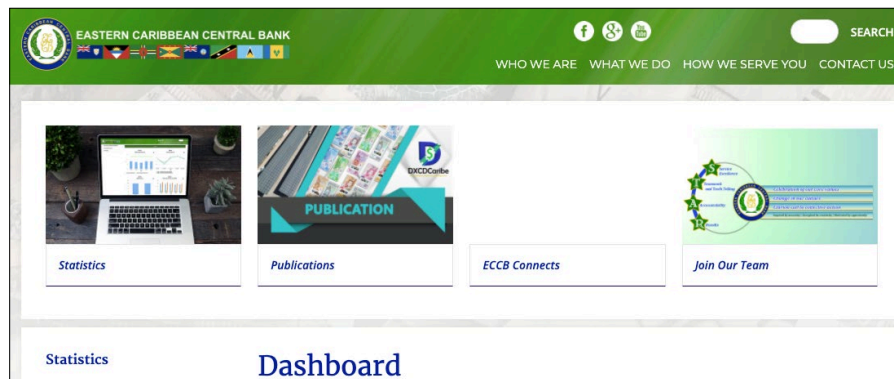 EASTERN CARIBBEAN CENTRAL BANK
You
SEARCH
WHO WE ARE WHAT WE DO HOW WE SERVE YOU CONTACT US
DXCDCaribe
PUBLICATION
Statistics
Publications
ECCB Connects
Join Our Team
Statistics
Dashboard